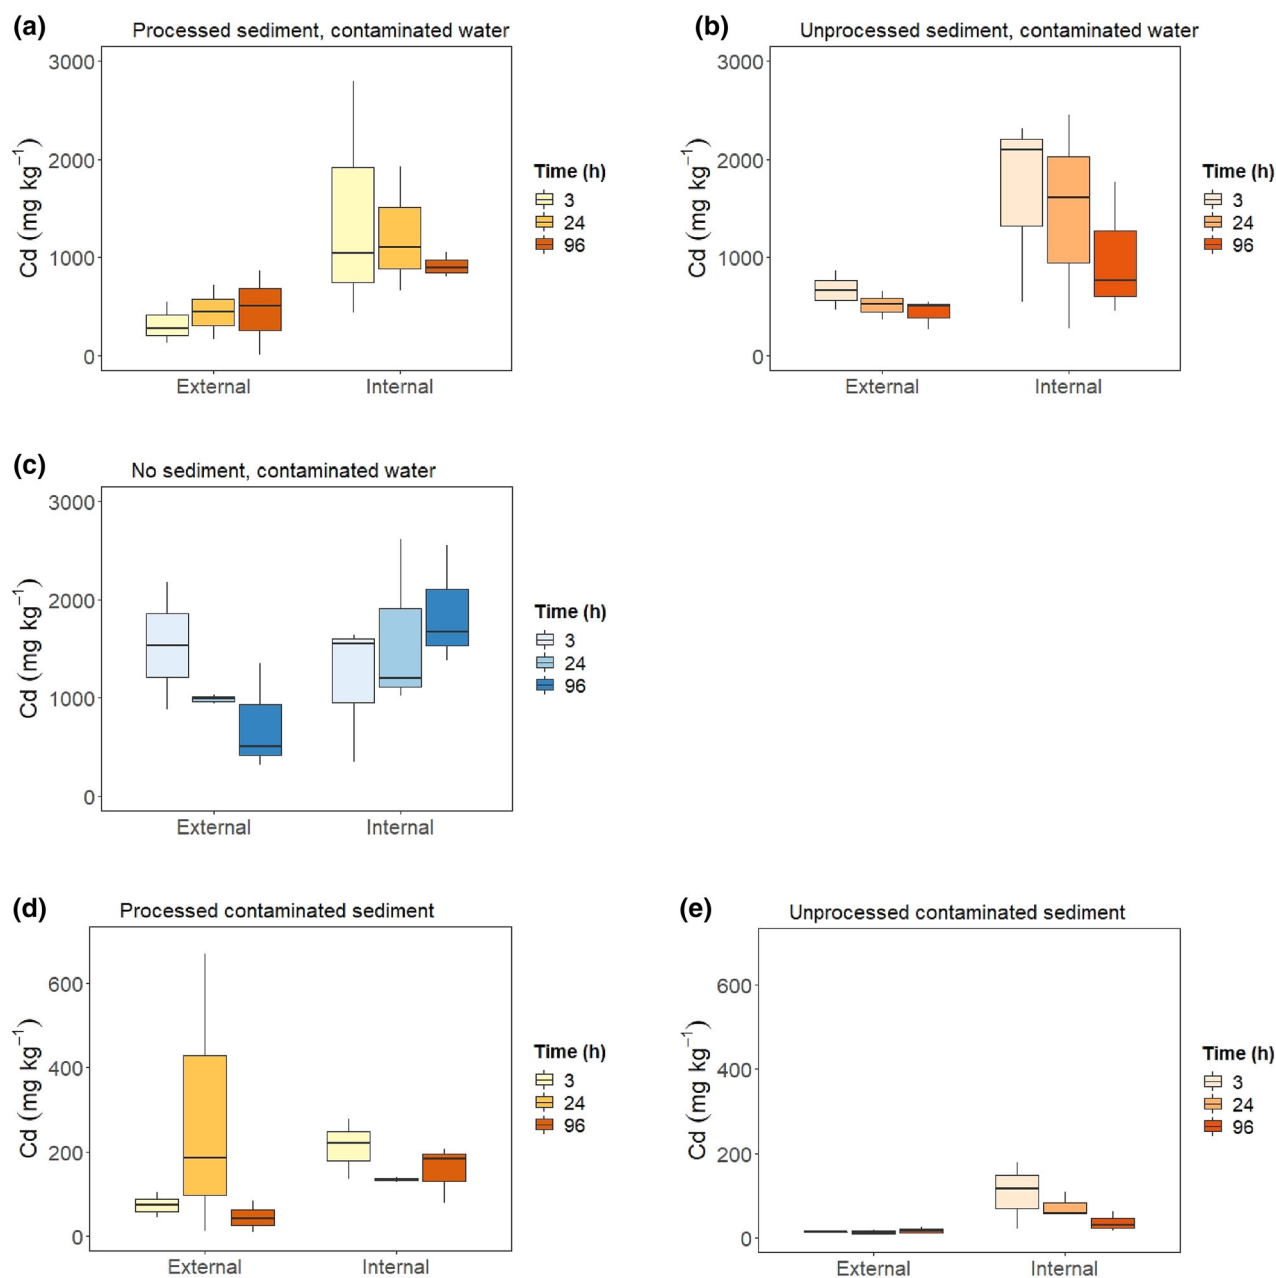 (a)
Processed sediment, contaminated water
3000
2000
1000
0
Cd (mg kg⁻¹)
External
Internal
Time (h)
3
24
96
(b)
Unprocessed sediment, contaminated water
3000
2000
1000
0
Cd (mg kg⁻¹)
External
Internal
Time (h)
3
24
96
(c)
No sediment, contaminated water
3000
2000
1000
0
Cd (mg kg⁻¹)
External
Internal
Time (h)
3
24
96
(d)
Processed contaminated sediment
600
400
200
0
Cd (mg kg⁻¹)
External
Internal
Time (h)
3
24
96
(e)
Unprocessed contaminated sediment
600
400
200
0
Cd (mg kg⁻¹)
External
Internal
Time (h)
3
24
96